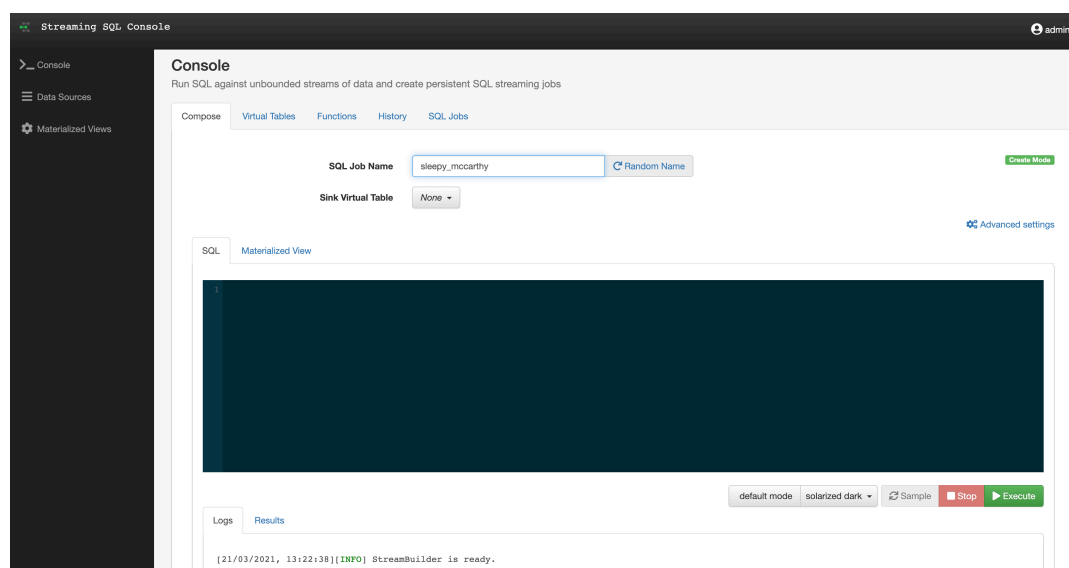 Streaming SQL Console
admin
Console
Data Sources
Materialized Views
Console
Run SQL against unbounded streams of data and create persistent SQL streaming jobs
Compose Virtual Tables Functions History SQL Jobs
SQL Job Name sleepy_mccarthy Random Name Create Mode
Sink Virtual Table None
Advanced settings
SQL Materialized View
1
default mode solarized dark Sample Stop Execute
Logs Results
[21/03/2021, 13:22:38][INFO] StreamBuilder is ready.